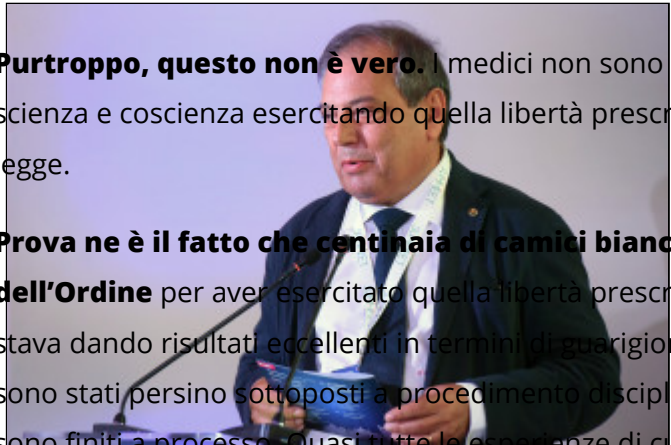 Purtroppo, questo non è vero. I medici non sono
scienza e coscienza esercitando quella libertà prescr
egge.
Prova ne è il fatto che centinaia di camici bianc
dell'Ordine per aver esercitato quella libertà prescr
stava dando risultati eccellenti in termini di guarigion
sono stati persino sottoposti a procedimento discipl
sono finiti a processo. Quasi tutte le esperienze di